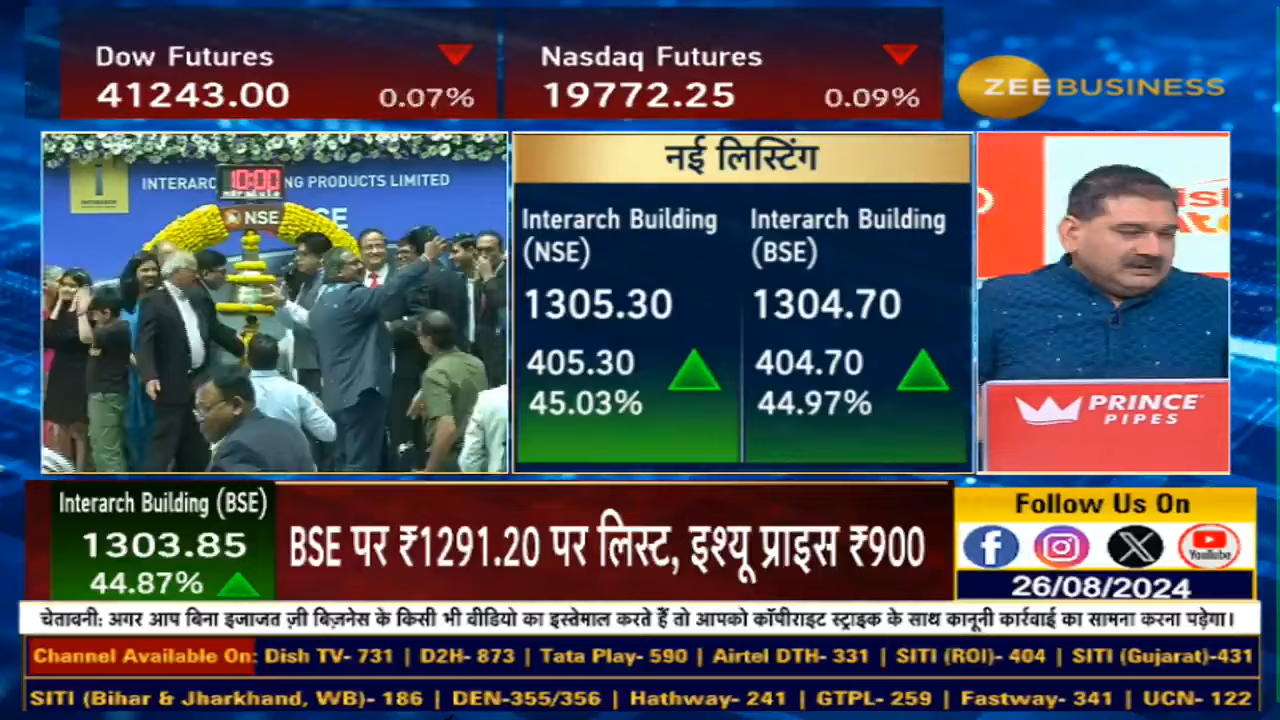 Dow Futures
41243.00 0.07%
Nasdaq Futures
19772.25 0.09%
ZEEBUSINESS
INTERARCH
10:00
NG PRODUCTS LIMITED
NSE
नई लिस्टिंग
Interarch Building
(NSE)
1305.30
405.30
45.03%
Interarch Building
(BSE)
1304.70
404.70
44.97%
PRINCE
PIPES
Interarch Building (BSE)
1303.85
44.87%
BSE पर ₹1291.20 पर लिस्ट, इश्यू प्राइस ₹900
Follow Us On
YouTube
26/08/2024
चेतावनी: अगर आप बिना इजाजत ज़ी बिज़नेस के किसी भी वीडियो का इस्तेमाल करते हैं तो आपको कॉपीराइट स्ट्राइक के साथ कानूनी कार्रवाई का सामना करना पड़ेगा।
Channel Available On: Dish TV- 731 | D2H- 873 | Tata Play- 590 | Airtel DTH- 331 | SITI (ROI)- 404 | SITI (Gujarat)-431
SITI (Bihar & Jharkhand, WB)- 186 | DEN-355/356 | Hathway- 241 | GTPL- 259 | Fastway- 341 | UCN- 122